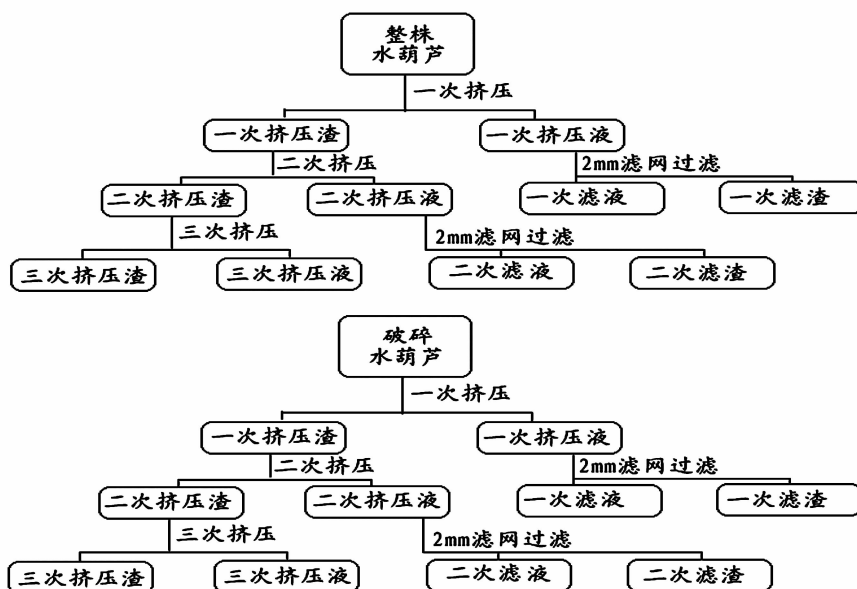 整株
水葫芦
一次挤压
一次挤压渣
一次挤压液
二次挤压
2mm滤网过滤
二次挤压渣
二次挤压液
一次滤液
一次滤渣
三次挤压
2mm滤网过滤
三次挤压渣
三次挤压液
二次滤液
二次滤渣
破碎
水葫芦
一次挤压
一次挤压渣
一次挤压液
二次挤压
2mm滤网过滤
二次挤压渣
二次挤压液
一次滤液
一次滤渣
三次挤压
2mm滤网过滤
三次挤压渣
三次挤压液
二次滤液
二次滤渣